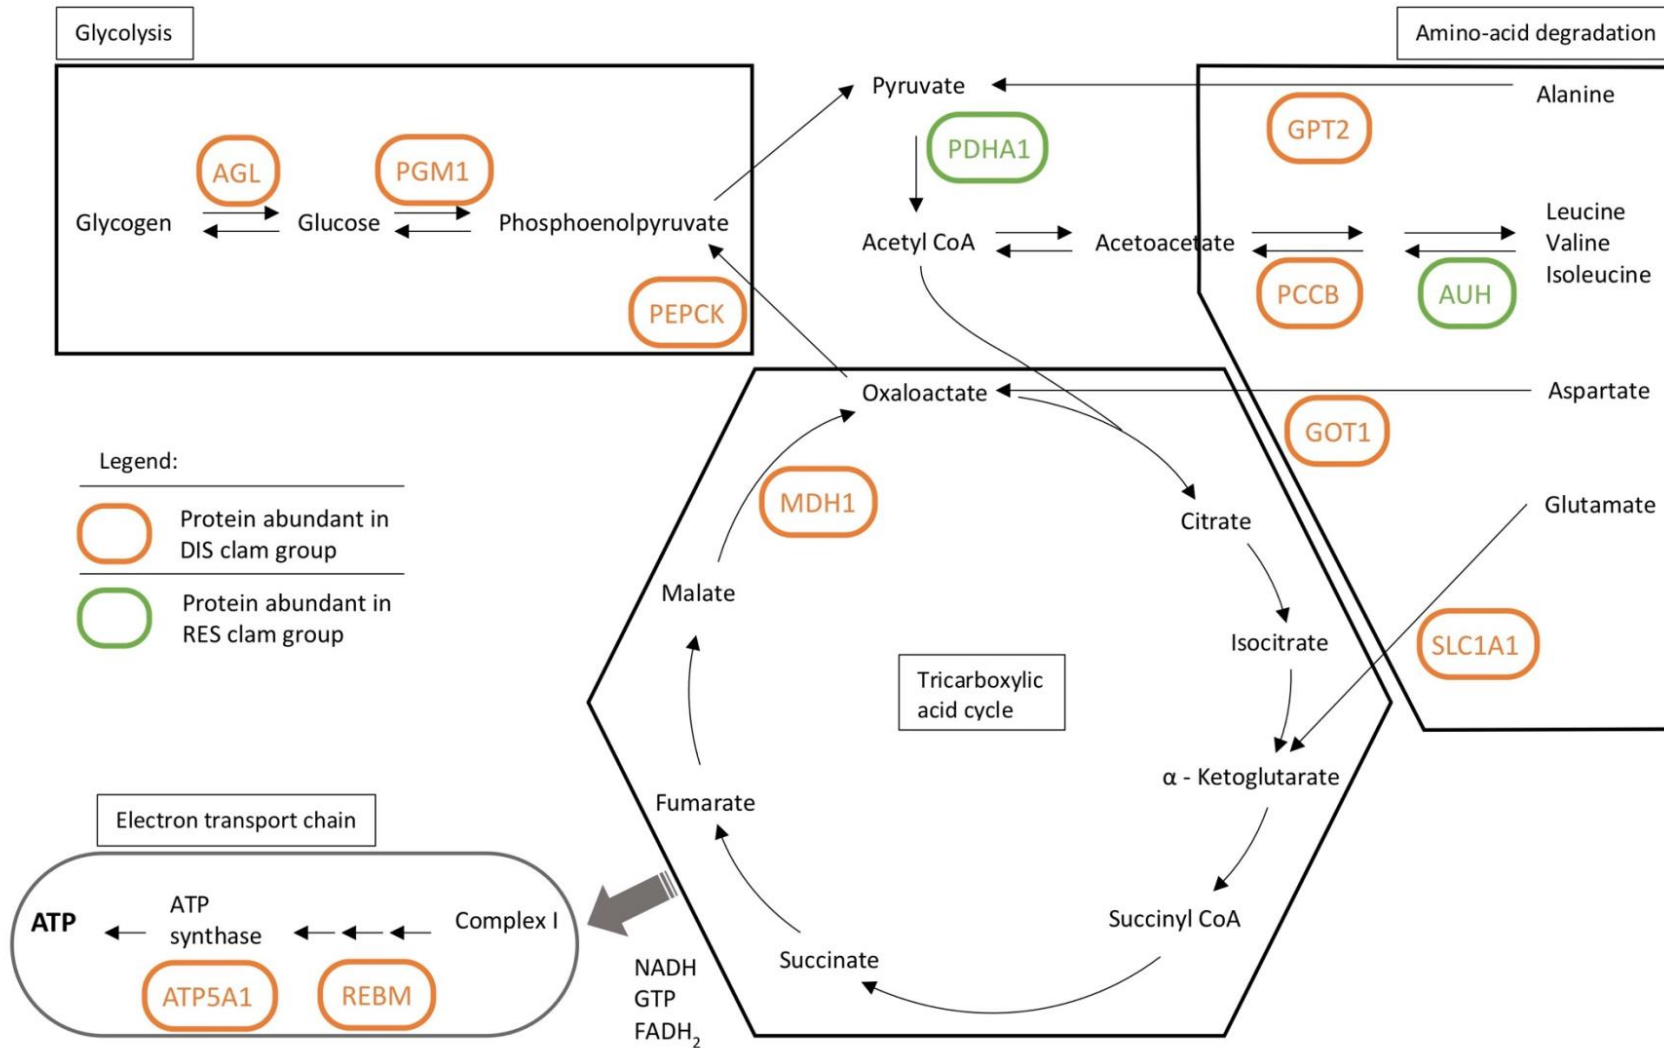 Glycolysis
Amino-acid degradation
Pyruvate
Alanine
GPT2
PDHA1
AGL
PGM1
Glycogen
Glucose
Phosphoenolpyruvate
Acetyl CoA
Acetoacetate
Leucine
Valine
Isoleucine
PCCB
AUH
PEPCK
Oxaloactate
Aspartate
GOT1
Legend:
Protein abundant in
DIS clam group
Protein abundant in
RES clam group
MDH1
Citrate
Glutamate
Malate
Isocitrate
SLC1A1
Tricarboxylic
acid cycle
α - Ketoglutarate
Fumarate
Electron transport chain
ATP
ATP
synthase
Complex I
ATP5A1
REBM
Succinyl CoA
Succinate
NADH
GTP
FADH₂